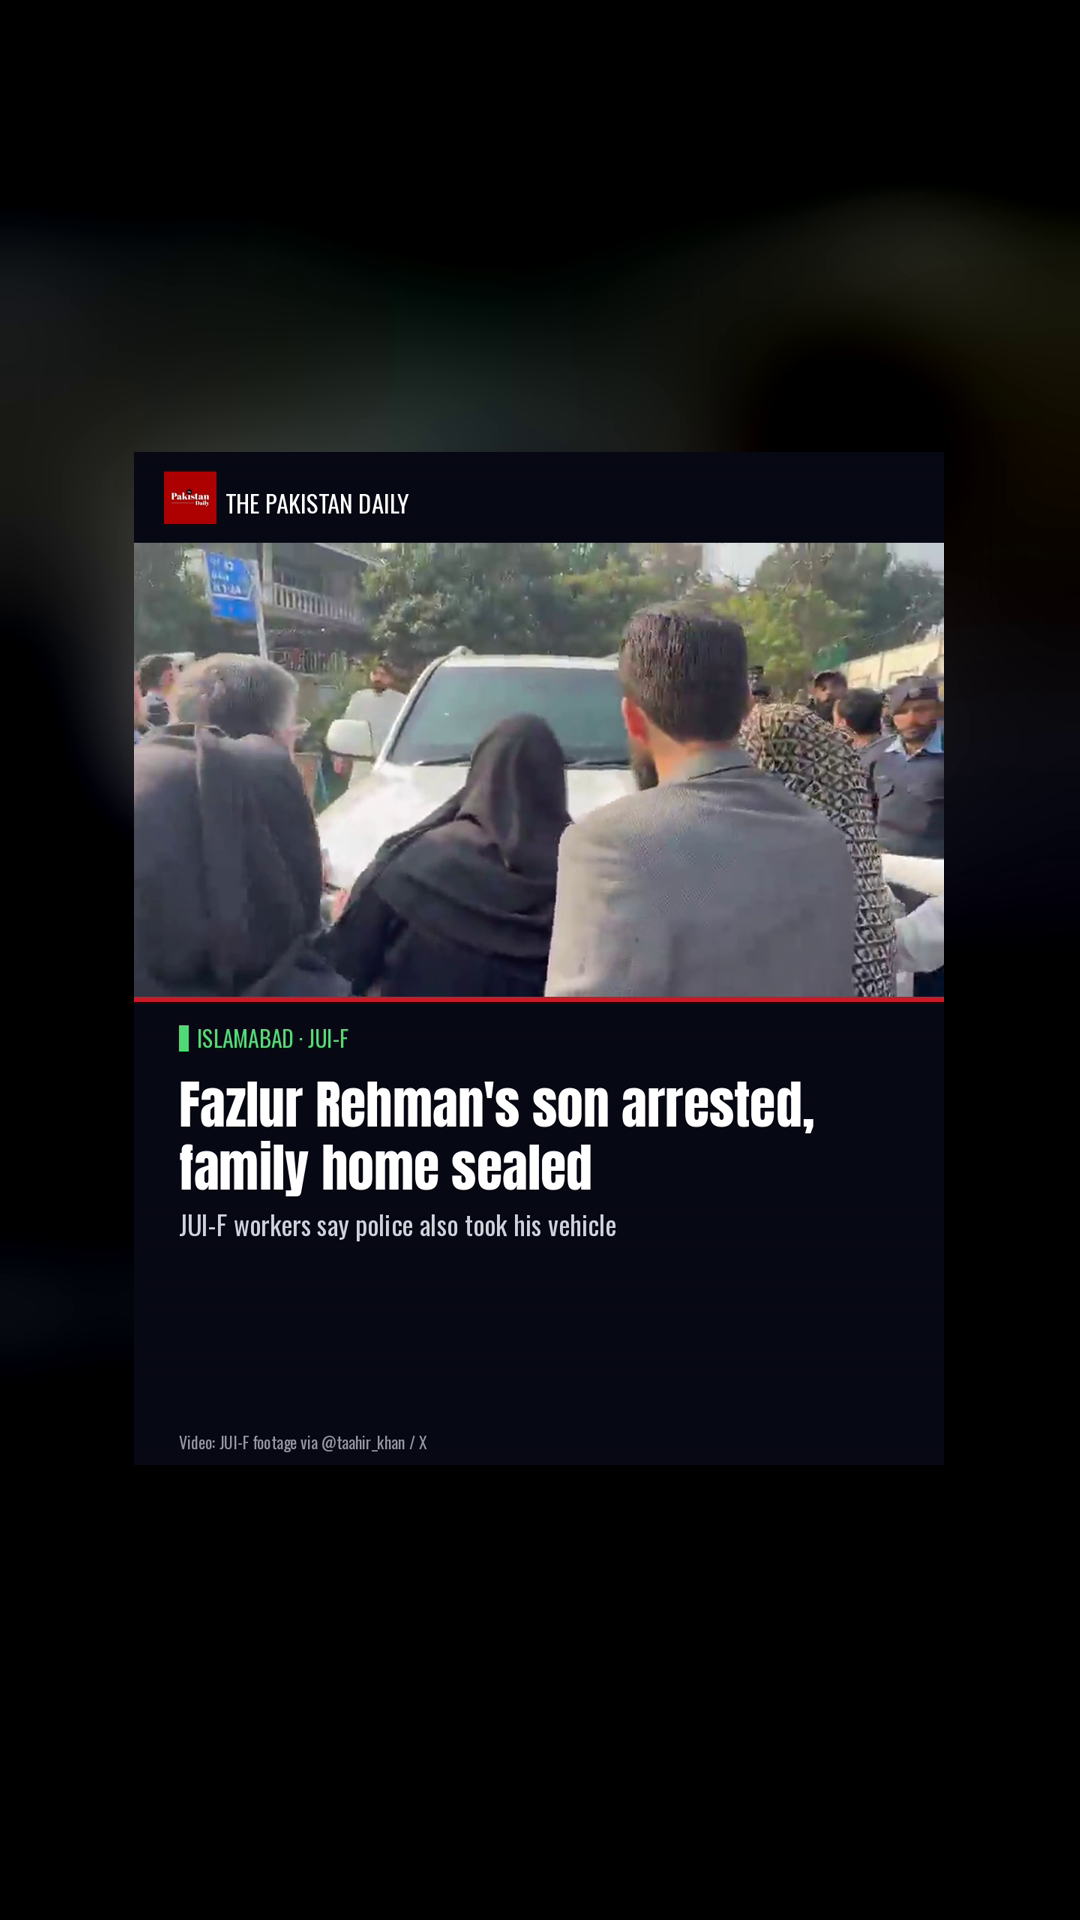 Pakistan
Daily
THE PAKISTAN DAILY
ISLAMABAD · JUI-F
Fazlur Rehman's son arrested,
family home sealed
JUI-F workers say police also took his vehicle
Video: JUI-F footage via @taahir_khan / X